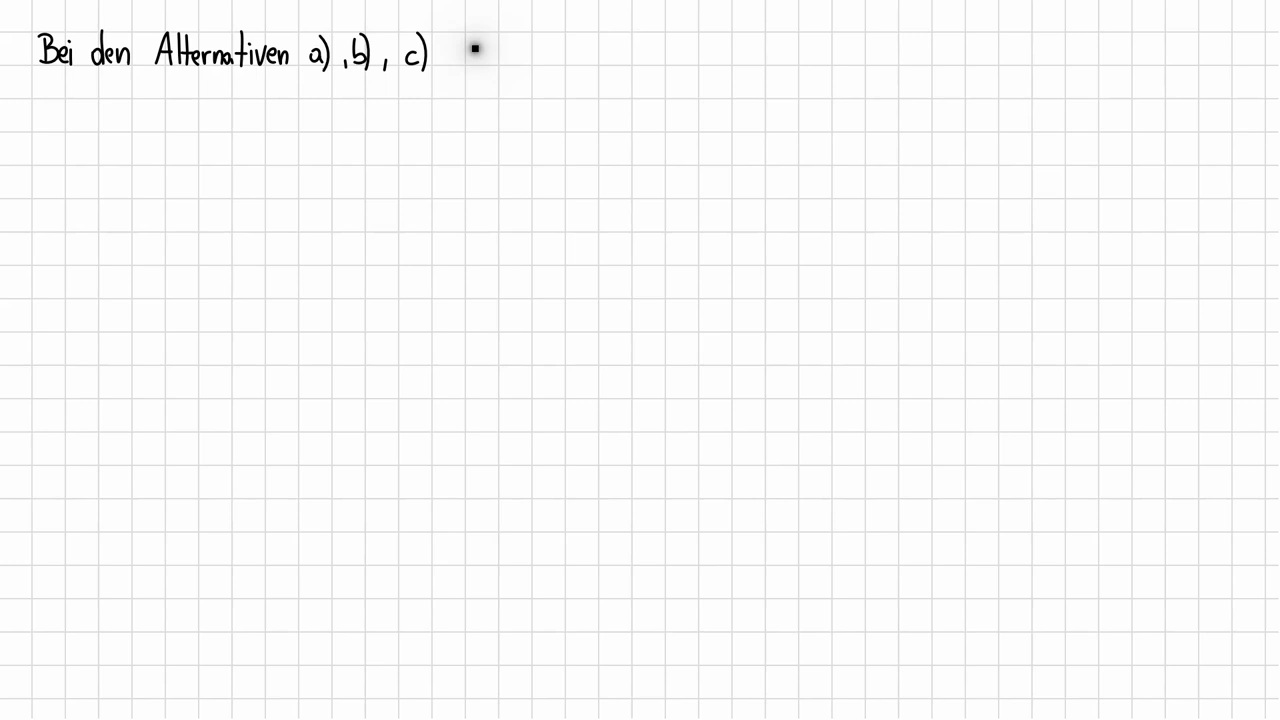 Bei den Alternativen a), b), c)